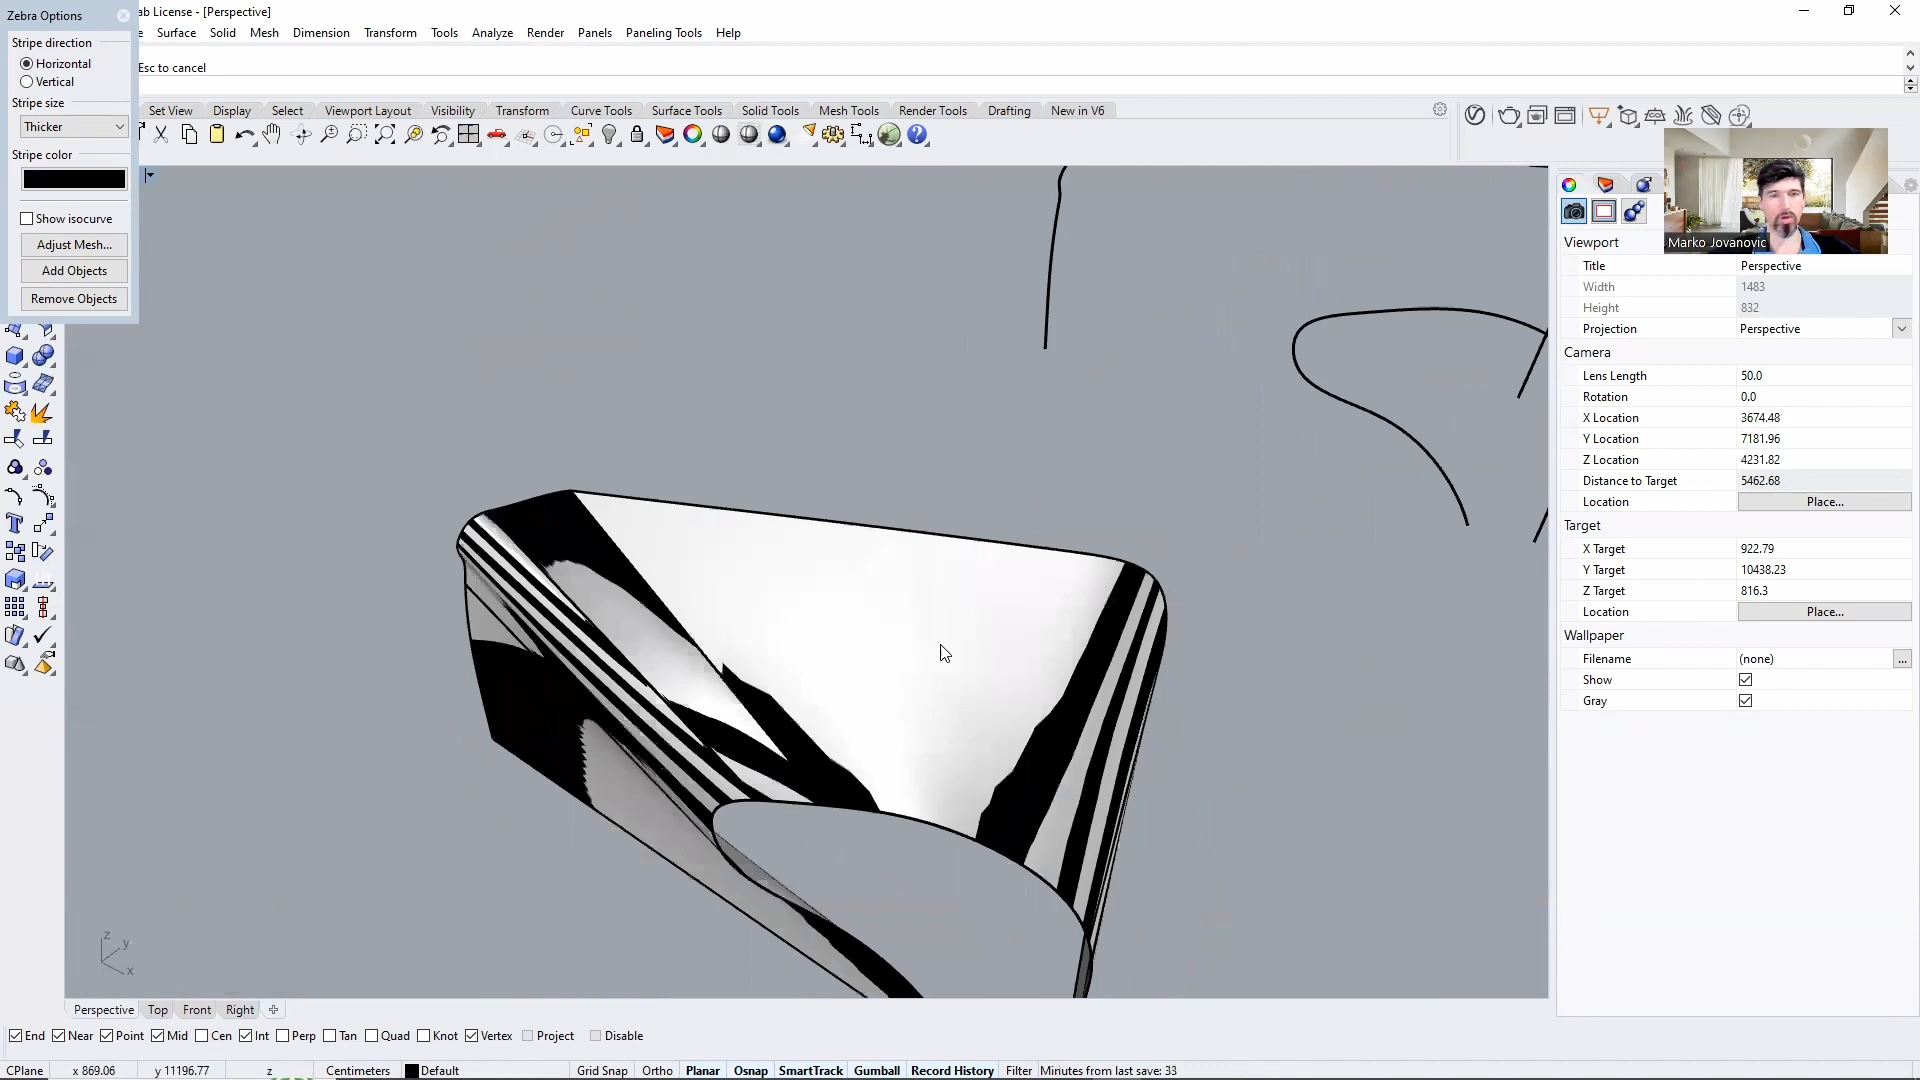 Zebra Options
ab License - [Perspective]
Surface Solid Mesh Dimension Transform Tools Analyze Render Panels Paneling Tools Help
Stripe direction
Horizontal
Vertical
Esc to cancel
Stripe size
Thicker
Stripe color
Show isocurve
Adjust Mesh...
Add Objects
Remove Objects
Set View Display Select Viewport Layout Visibility Transform Curve Tools Surface Tools Solid Tools Mesh Tools Render Tools Drafting New in V6
Marko Jovanovic
Viewport
Title Perspective
Width 1483
Height 832
Projection Perspective
Camera
Lens Length 50.0
Rotation 0.0
X Location 3674.48
Y Location 7181.96
Z Location 4231.82
Distance to Target 5462.68
Location Place...
Target
X Target 922.79
Y Target 10438.23
Z Target 816.3
Location Place...
Wallpaper
Filename (none) ...
Show
Gray
z
y
x
Perspective Top Front Right
End Near Point Mid Cen Int Perp Tan Quad Knot Vertex Project Disable
CPlane x 869.06 y 11196.77 z Centimeters Default Grid Snap Ortho Planar Osnap SmartTrack Gumball Record History Filter Minutes from last save: 33